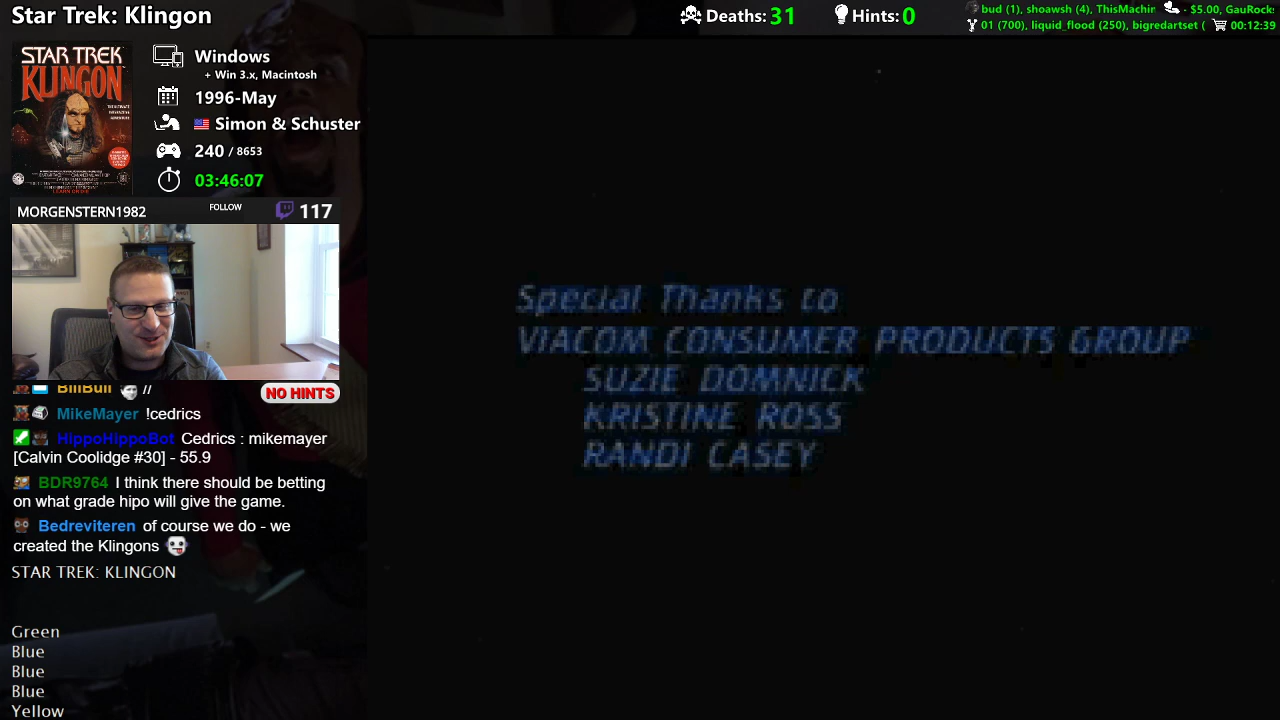 Star Trek: Klingon
Deaths: 31
Hints: 0
bud (1), shoawsh (4), ThisMachin
- $5.00, GauRock
01 (700), liquid_flood (250), bigredartset (
00:12:39
STAR TREK
KLINGON
Windows
+ Win 3.x, Macintosh
1996-May
Simon & Schuster
240 / 8653
03:46:07
MORGENSTERN1982
FOLLOW
117
NO HINTS
BillBull //
MikeMayer !cedrics
HippoHippoBot Cedrics : mikemayer
[Calvin Coolidge #30] - 55.9
BDR9764 I think there should be betting
on what grade hipo will give the game.
Bedreviteren of course we do - we
created the Klingons
STAR TREK: KLINGON
Green
Blue
Blue
Blue
Yellow
Special Thanks to
VIACOM CONSUMER PRODUCTS GROUP
SUZIE DOMNICK
KRISTINE ROSS
RANDI CASEY